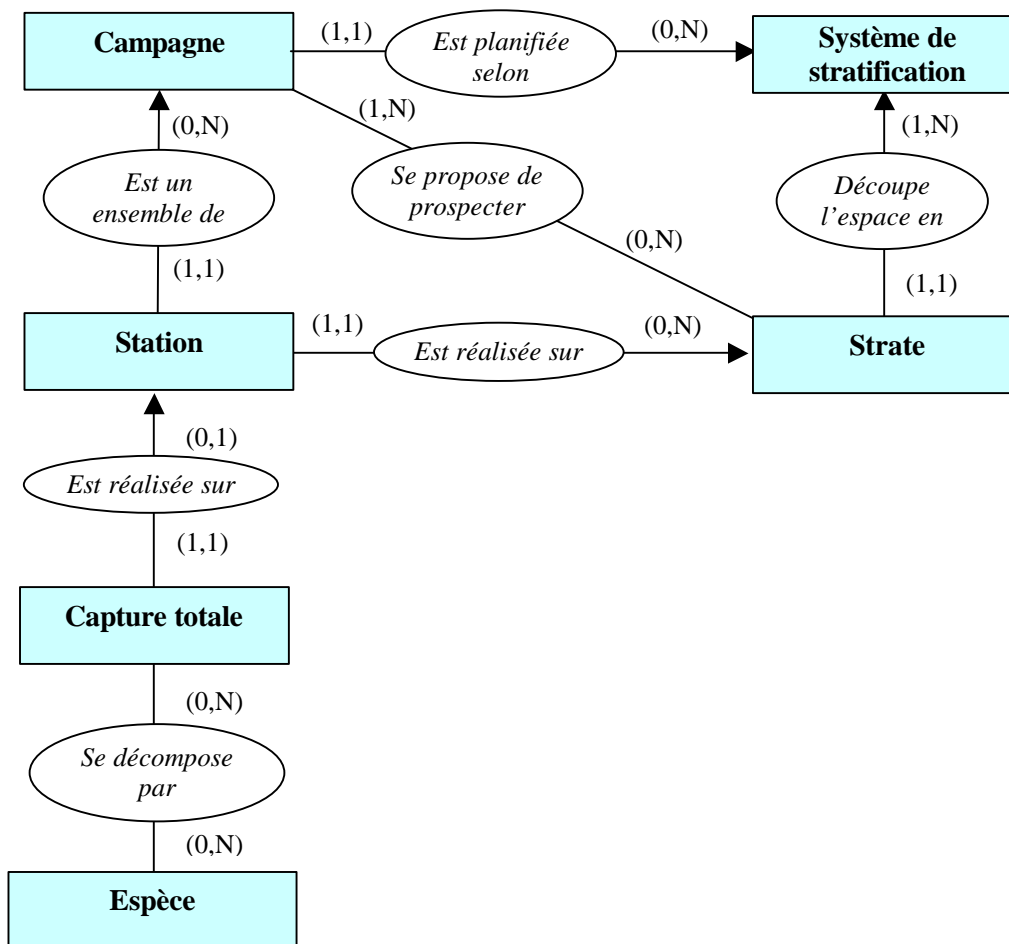 Campagne
(1,1)
Est planifiée
selon
(0,N)
Système de
stratification
(0,N)
(1,N)
(1,N)
Est un
ensemble de
Se propose de
prospecter
Découpe
l'espace en
(0,N)
(1,1)
(1,1)
Station
(1,1)
Est réalisée sur
(0,N)
Strate
(0,1)
Est réalisée sur
(1,1)
Capture totale
(0,N)
Se décompose
par
(0,N)
Espèce